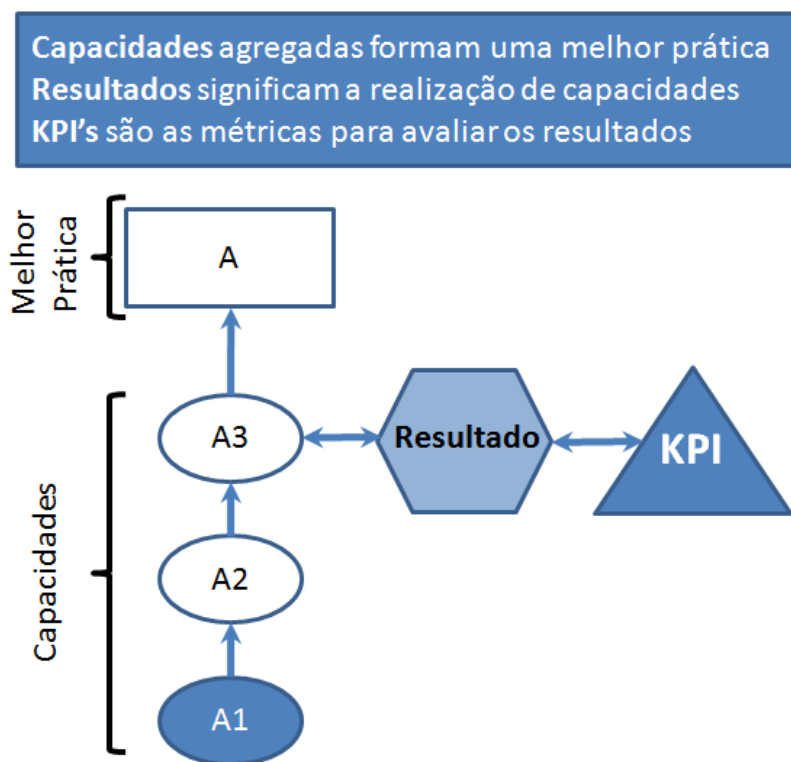 Capacidades agregadas formam uma melhor prática
Resultados significam a realização de capacidades
KPI's são as métricas para avaliar os resultados
Melhor
Prática
A
Capacidades
A3
Resultado
KPI
A2
A1